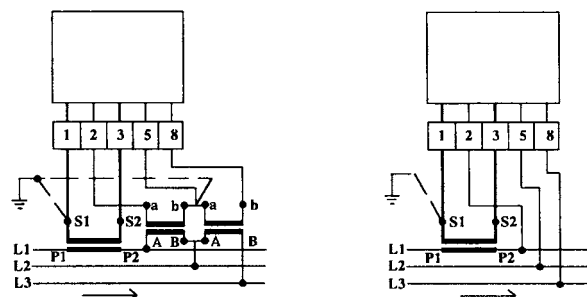 1 2 3 5 8
a b a b
S1 S2
L1
P1 P2 A B A B
L2
L3
1 2 3 5 8
S1 S2
L1
P1 P2
L2
L3